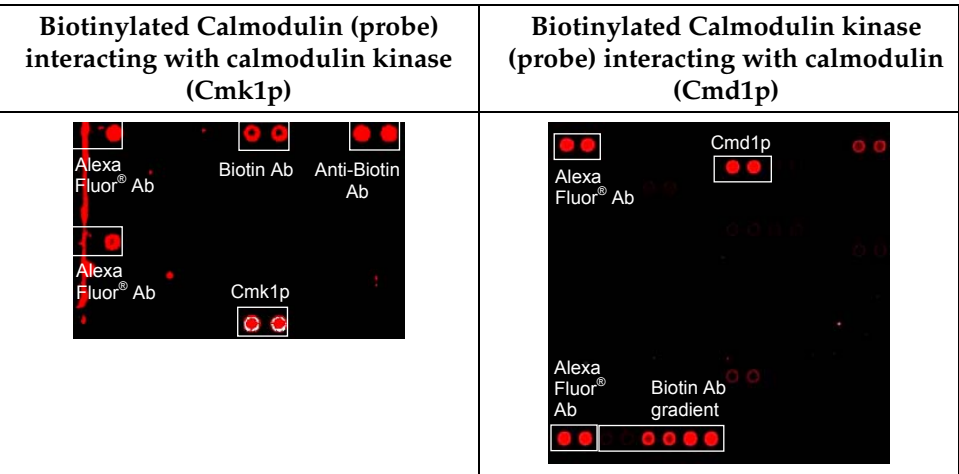 Biotinylated Calmodulin (probe)
interacting with calmodulin kinase
(Cmk1p)
Biotinylated Calmodulin kinase
(probe) interacting with calmodulin
(Cmd1p)
Alexa
Fluor® Ab
Biotin Ab
Anti-Biotin
Ab
Alexa
Fluor® Ab
Cmk1p
Alexa
Fluor® Ab
Cmd1p
Alexa
Fluor®
Ab
Biotin Ab
gradient